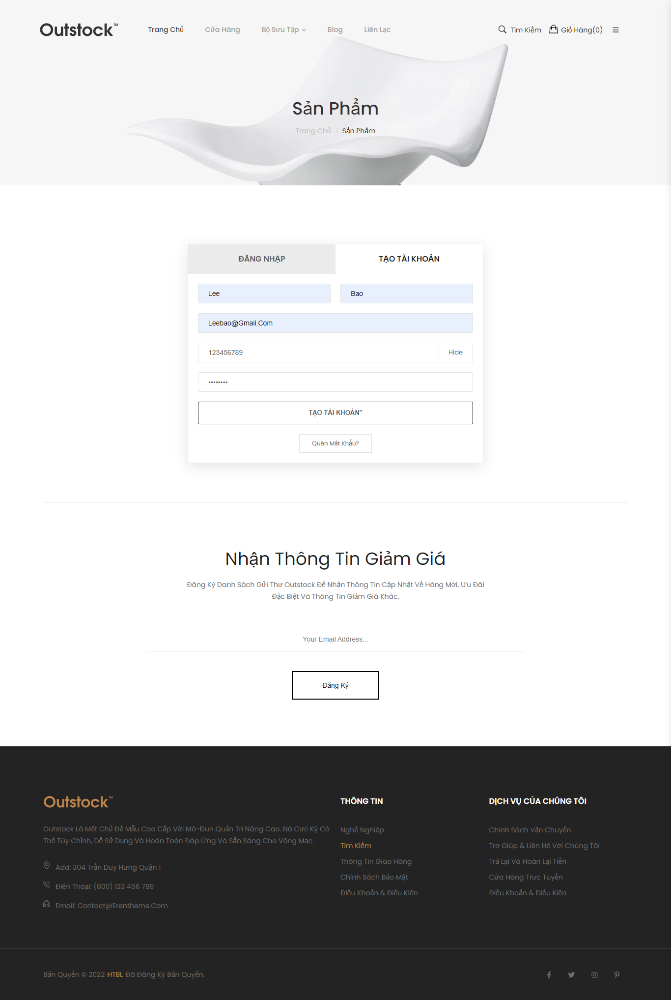 Outstock™
Trang Chủ
Cửa Hàng
Bộ Sưu Tập
Blog
Liên Lạc
Tìm Kiếm
Giỏ Hàng(0)
Sản Phẩm
Trang Chủ / Sản Phẩm
ĐĂNG NHẬP
TẠO TÀI KHOẢN
Lee
Bao
Leebao@Gmail.Com
123456789
Hide
••••••••
TẠO TÀI KHOẢN"
Quên Mật Khẩu?
Nhận Thông Tin Giảm Giá
Đăng Ký Danh Sách Gửi Thư Outstock Để Nhận Thông Tin Cập Nhật Về Hàng Mới, Ưu Đãi
Đặc Biệt Và Thông Tin Giảm Giá Khác.
Your Email Address...
Đăng Ký
Outstock™
Outstock Là Một Chủ Đề Mẫu Cao Cấp Với Mô-Đun Quản Trị Nâng Cao. Nó Cực Kỳ Có
Thể Tùy Chỉnh, Dễ Sử Dụng Và Hoàn Toàn Đáp Ứng Và Sẵn Sàng Cho Võng Mạc.
Add: 304 Trần Duy Hưng Quận 1
Điện Thoại: (800) 123 456 789
Email: Contact@Erentheme.Com
THÔNG TIN
Nghề Nghiệp
Tìm Kiếm
Thông Tin Giao Hàng
Chính Sách Bảo Mật
Điều Khoản & Điều Kiện
DỊCH VỤ CỦA CHÚNG TÔI
Chính Sách Vận Chuyển
Trợ Giúp & Liên Hệ Với Chúng Tôi
Trả Lại Và Hoàn Lại Tiền
Cửa Hàng Trực Tuyến
Điều Khoản & Điều Kiện
Bản Quyền © 2022 HTBL Đã Đăng Ký Bản Quyền.